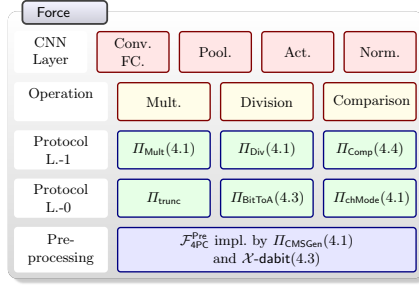 Force
CNN
Layer
Conv.
FC.
Pool.
Act.
Norm.
Operation
Mult.
Division
Comparison
Protocol
L.-1
Π_Mult(4.1)
Π_Div(4.1)
Π_Comp(4.4)
Protocol
L.-0
Π_trunc
Π_BitToA(4.3)
Π_chMode(4.1)
Pre-
processing
F^Pre_4PC impl. by Π_CMSGen(4.1)
and X-dabit(4.3)